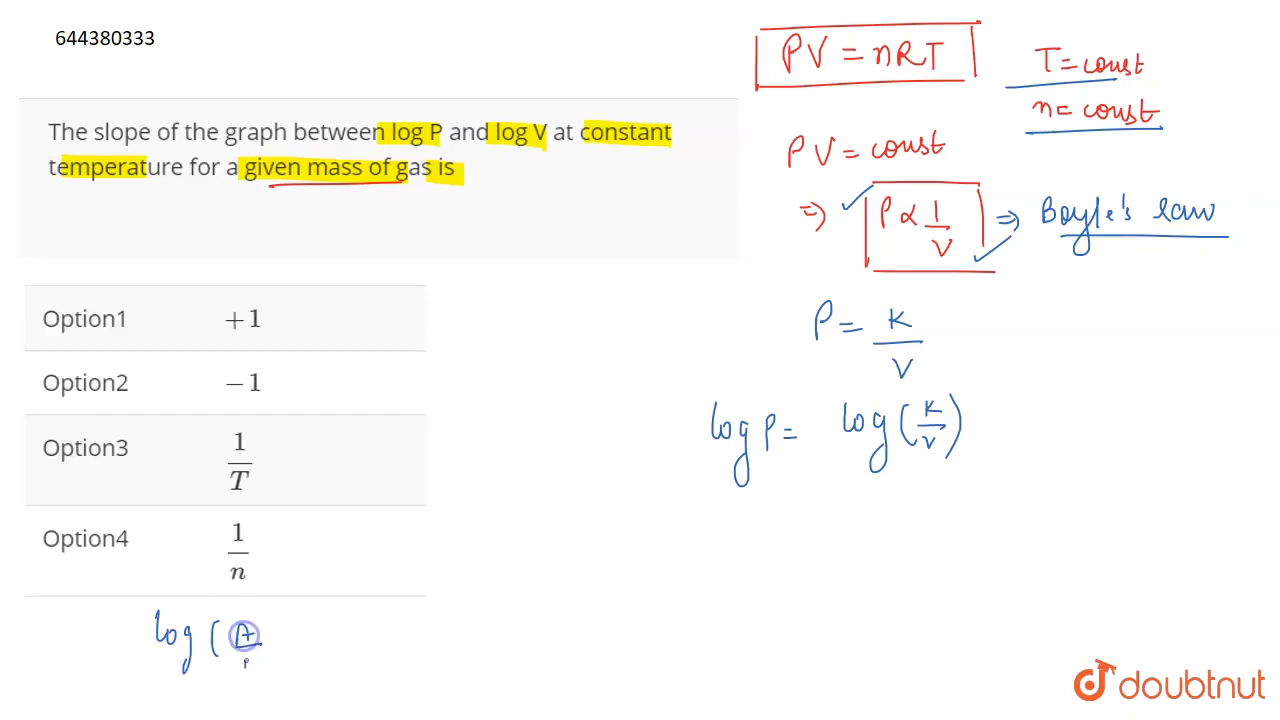 644380333
The slope of the graph between log P and log V at constant
temperature for a given mass of gas is
Option1 +1
Option2 −1
Option3 1/T
Option4 1/n
log (A/
PV = nRT
T = const
n = const
PV = const
⇒ P ∝ 1/V ⇒ Boyle's law
P = K/V
log P = log (K/V)
doubtnut